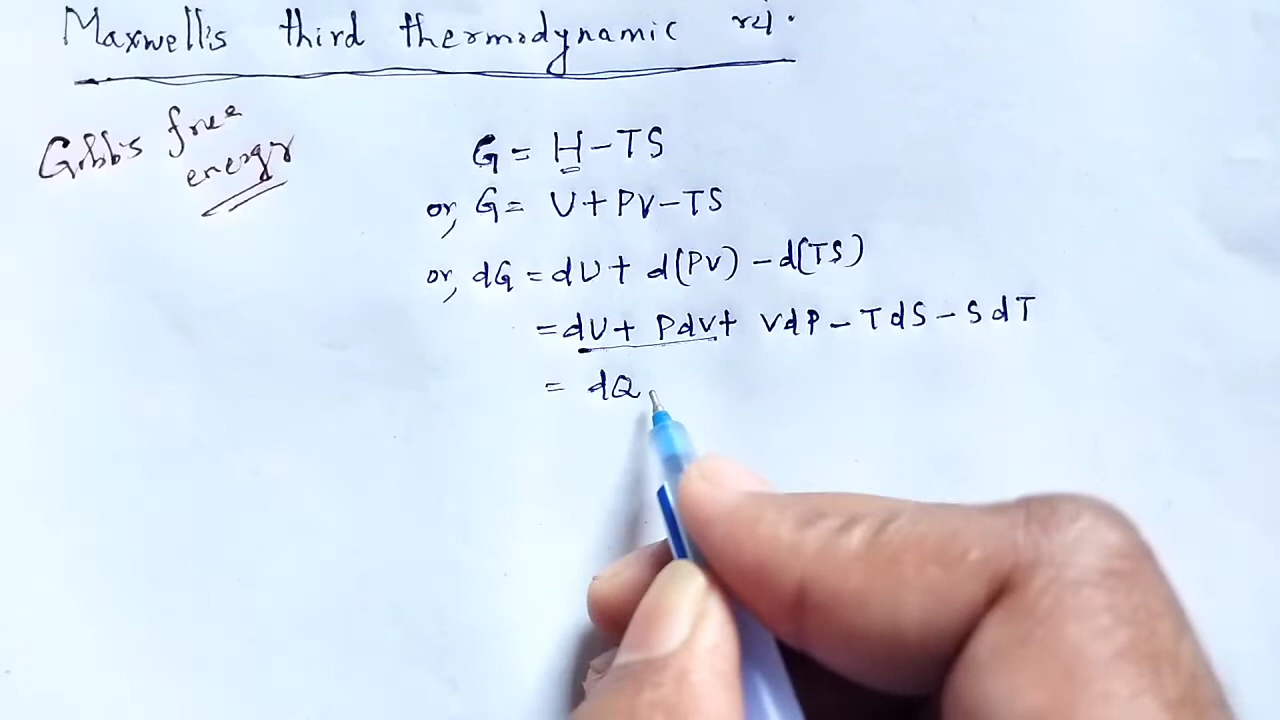 Maxwell's third thermodynamic rel.
Gibb's free
energy
G = H - TS
or, G = U + PV - TS
or, dG = dU + d(PV) - d(TS)
= dU + PdV + VdP - TdS - SdT
= dQ